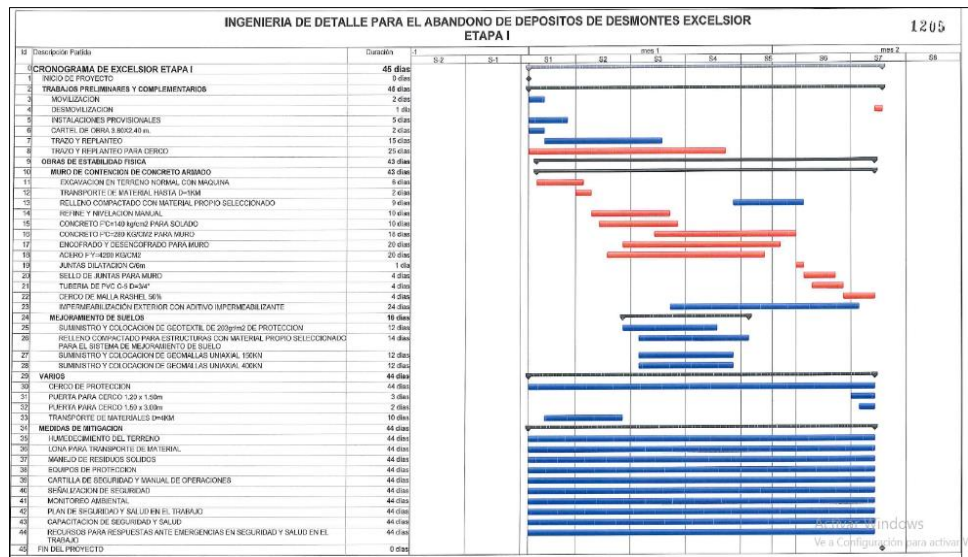 INGENIERIA DE DETALLE PARA EL ABANDONO DE DEPOSITOS DE DESMONTES EXCELSIOR
ETAPA I
1205
Id Descripción Partida Duración -1 mes 1 mes 2
S-2 S-1 S1 S2 S3 S4 S5 S6 S7 S8
0 CRONOGRAMA DE EXCELSIOR ETAPA I 45 días
1 INICIO DE PROYECTO 0 días
2 TRABAJOS PRELIMINARES Y COMPLEMENTARIOS 45 días
3 MOVILIZACION 2 días
4 DESMOVILIZACION 1 día
5 INSTALACIONES PROVISIONALES 5 días
6 CARTEL DE OBRA 3.60X2.40 m. 2 días
7 TRAZO Y REPLANTEO 15 días
8 TRAZO Y REPLANTEO PARA CERCO 25 días
9 OBRAS DE ESTABILIDAD FISICA 43 días
10 MURO DE CONTENCION DE CONCRETO ARMADO 43 días
11 EXCAVACION EN TERRENO NORMAL CON MAQUINA 6 días
12 TRANSPORTE DE MATERIAL HASTA D=1KM 2 días
13 RELLENO COMPACTADO CON MATERIAL PROPIO SELECCIONADO 9 días
14 REFINE Y NIVELACION MANUAL 10 días
15 CONCRETO F'C=140 kg/cm2 PARA SOLADO 10 días
16 CONCRETO F'C=280 KG/CM2 PARA MURO 18 días
17 ENCOFRADO Y DESENCOFRADO PARA MURO 20 días
18 ACERO F'Y=4200 KG/CM2 20 días
19 JUNTAS DILATACION C/6m 1 día
20 SELLO DE JUNTAS PARA MURO 4 días
21 TUBERIA DE PVC C-5 D=3/4" 4 días
22 CERCO DE MALLA RASHEL 50% 4 días
23 IMPERMEABILIZACIÓN EXTERIOR CON ADITIVO IMPERMEABILIZANTE 24 días
24 MEJORAMIENTO DE SUELOS 16 días
25 SUMINISTRO Y COLOCACION DE GEOTEXTIL DE 200gr/m2 DE PROTECCION 12 días
26 RELLENO COMPACTADO PARA ESTRUCTURAS CON MATERIAL PROPIO SELECCIONADO 14 días
PARA EL SISTEMA DE MEJORAMIENTO DE SUELO
27 SUMINISTRO Y COLOCACION DE GEOMALLAS UNIAXIAL 150KN 12 días
28 SUMINISTRO Y COLOCACION DE GEOMALLAS UNIAXIAL 400KN 12 días
29 VARIOS 44 días
30 CERCO DE PROTECCION 44 días
31 PUERTA PARA CERCO 1.20 x 1.50m 3 días
32 PUERTA PARA CERCO 1.50 x 3.00m 2 días
33 TRANSPORTE DE MATERIALES D=4KM 10 días
34 MEDIDAS DE MITIGACION 44 días
35 HUMEDECIMIENTO DEL TERRENO 44 días
36 LONA PARA TRANSPORTE DE MATERIAL 44 días
37 MANEJO DE RESIDUOS SOLIDOS 44 días
38 EQUIPOS DE PROTECCION 44 días
39 CARTILLA DE SEGURIDAD Y MANUAL DE OPERACIONES 44 días
40 SEÑALIZACION DE SEGURIDAD 44 días
41 MONITOREO AMBIENTAL 44 días
42 PLAN DE SEGURIDAD Y SALUD EN EL TRABAJO 44 días
43 CAPACITACION DE SEGURIDAD Y SALUD 44 días
44 RECURSOS PARA RESPUESTAS ANTE EMERGENCIAS EN SEGURIDAD Y SALUD EN EL 44 días
TRABAJO
45 FIN DEL PROYECTO 0 días
Activar Windows
Ve a Configuración para activar W